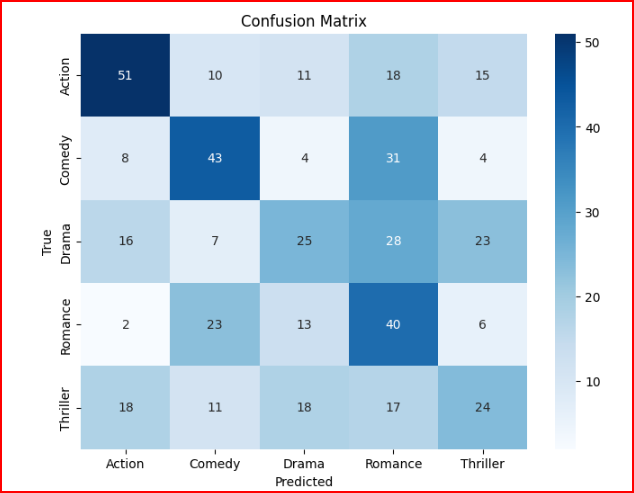 Confusion Matrix
Action 51 10 11 18 15
Comedy 8 43 4 31 4
Drama 16 7 25 28 23
Romance 2 23 13 40 6
Thriller 18 11 18 17 24
True
Action Comedy Drama Romance Thriller
Predicted
50
40
30
20
10